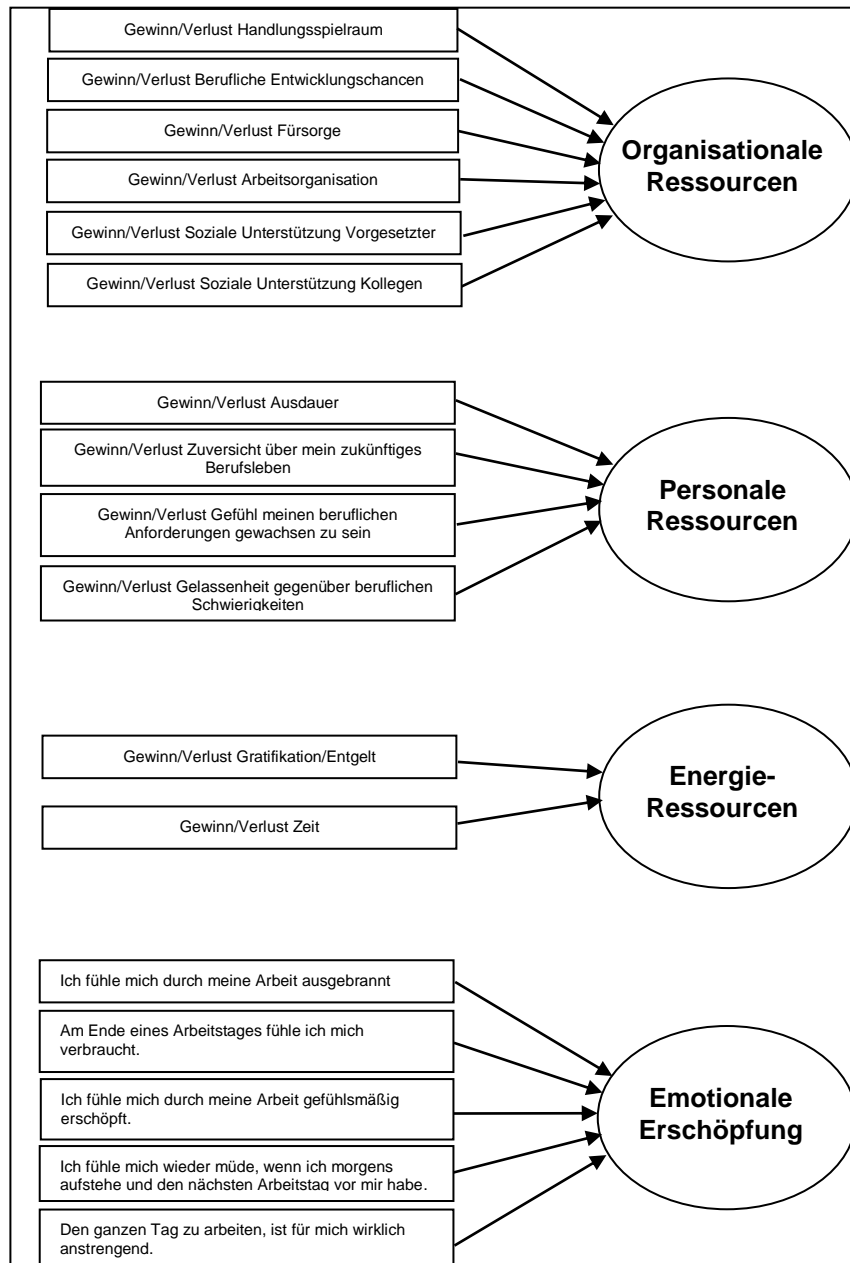 Gewinn/Verlust Handlungsspielraum
Gewinn/Verlust Berufliche Entwicklungschancen
Gewinn/Verlust Fürsorge
Gewinn/Verlust Arbeitsorganisation
Gewinn/Verlust Soziale Unterstützung Vorgesetzter
Gewinn/Verlust Soziale Unterstützung Kollegen
Organisationale
Ressourcen
Gewinn/Verlust Ausdauer
Gewinn/Verlust Zuversicht über mein zukünftiges
Berufsleben
Gewinn/Verlust Gefühl meinen beruflichen
Anforderungen gewachsen zu sein
Gewinn/Verlust Gelassenheit gegenüber beruflichen
Schwierigkeiten
Personale
Ressourcen
Gewinn/Verlust Gratifikation/Entgelt
Gewinn/Verlust Zeit
Energie-
Ressourcen
Ich fühle mich durch meine Arbeit ausgebrannt
Am Ende eines Arbeitstages fühle ich mich
verbraucht.
Ich fühle mich durch meine Arbeit gefühlsmäßig
erschöpft.
Ich fühle mich wieder müde, wenn ich morgens
aufstehe und den nächsten Arbeitstag vor mir habe.
Den ganzen Tag zu arbeiten, ist für mich wirklich
anstrengend.
Emotionale
Erschöpfung